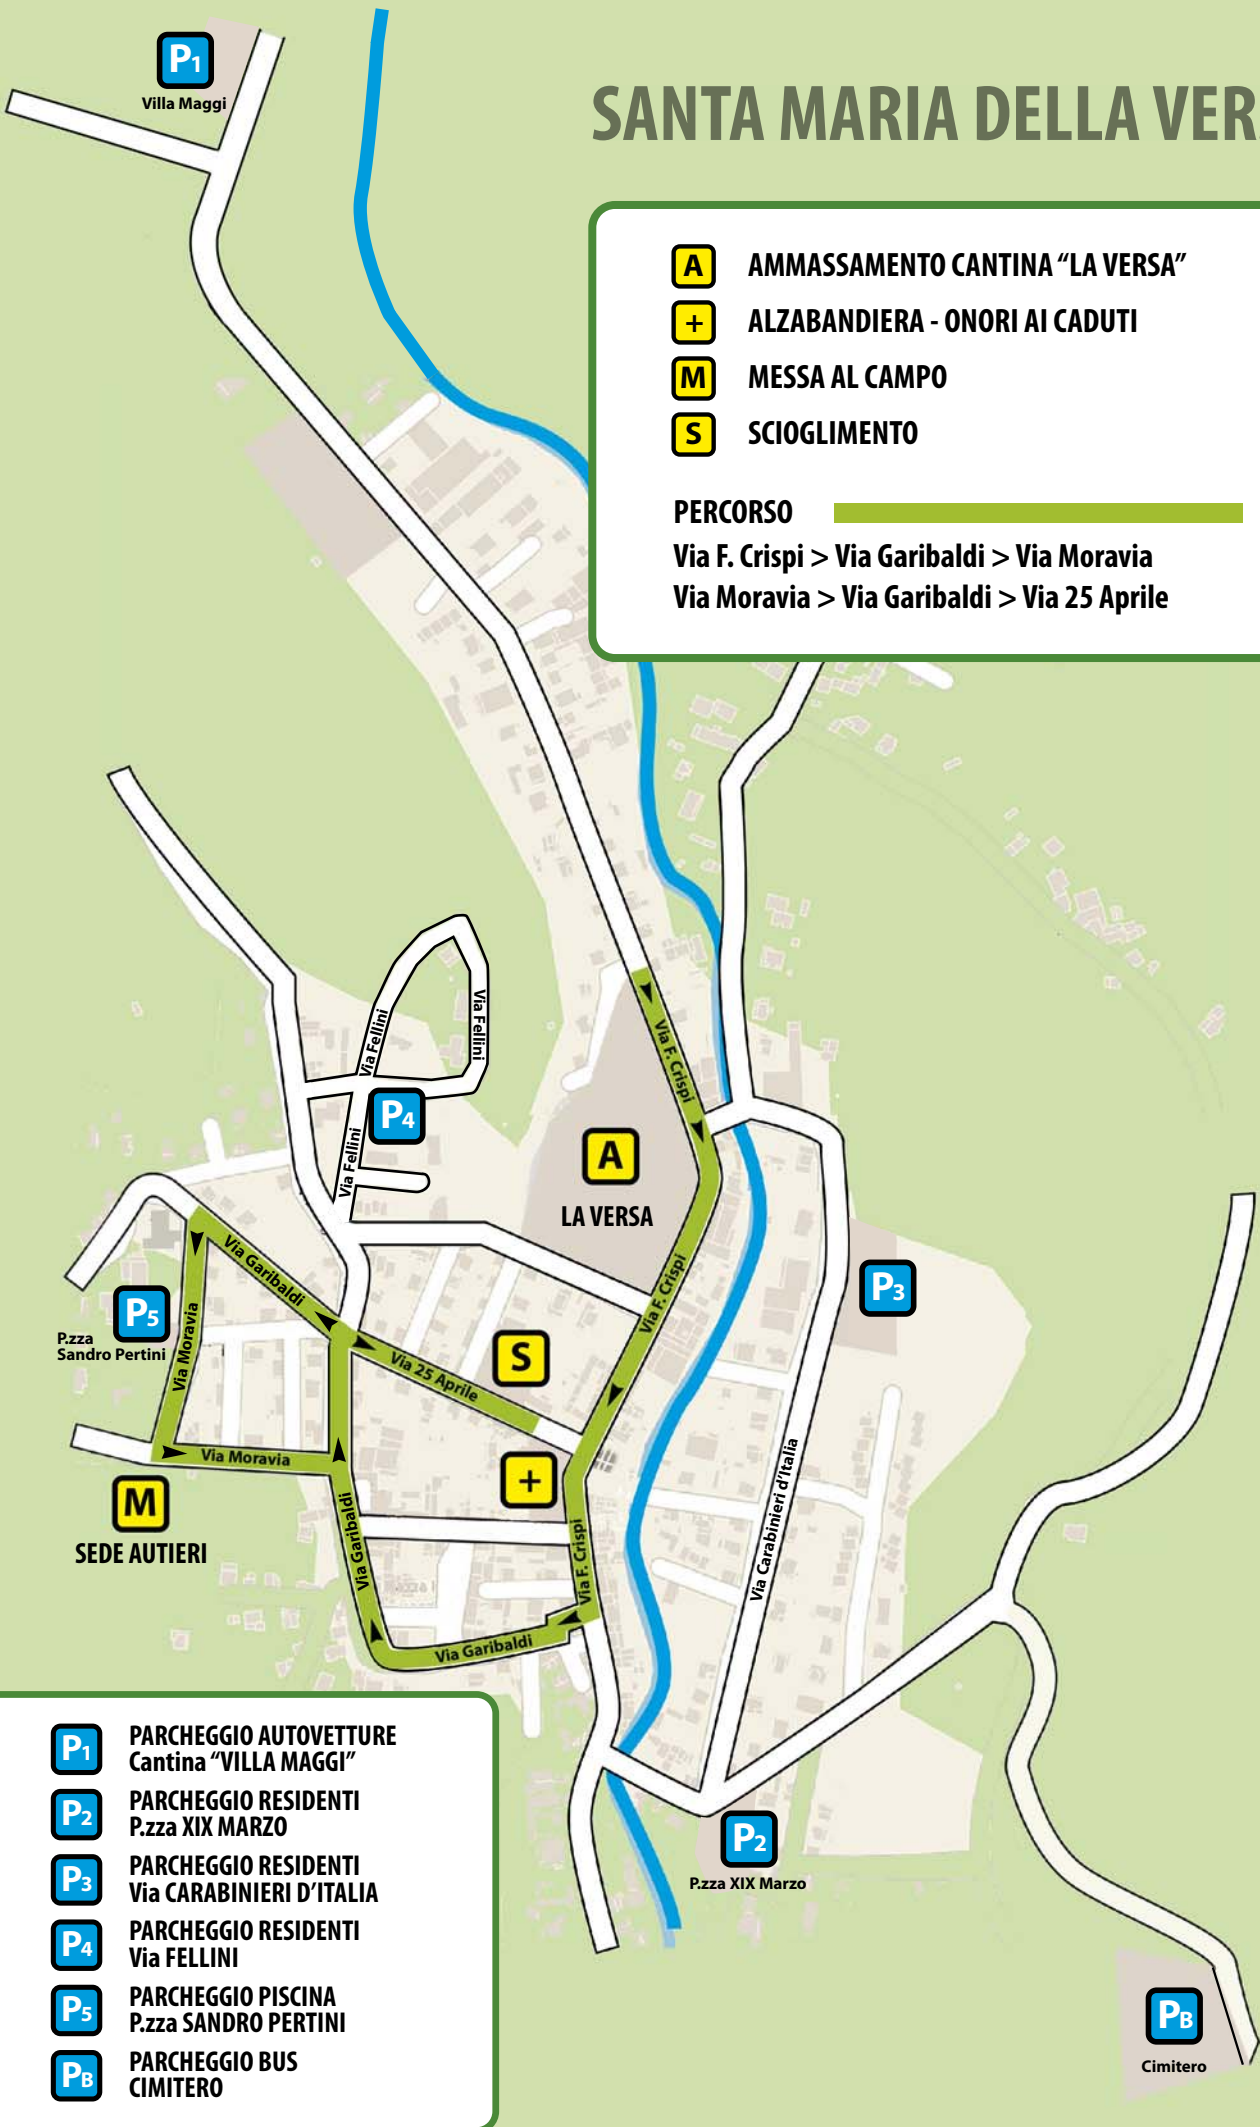 P1
Villa Maggi
SANTA MARIA DELLA VER
A AMMASSAMENTO CANTINA “LA VERSA”
+ ALZABANDIERA - ONORI AI CADUTI
M MESSA AL CAMPO
S SCIOGLIMENTO
PERCORSO
Via F. Crispi > Via Garibaldi > Via Moravia
Via Moravia > Via Garibaldi > Via 25 Aprile
Via Fellini
Via Fellini
Via F. Crispi
P4
Via Fellini
A
LA VERSA
Via Garibaldi
Via F. Crispi
P3
P5
P.zza
Sandro Pertini
Via Moravia
S
Via 25 Aprile
Via Moravia
+
Via Carabinieri d’Italia
M
SEDE AUTIERI
Via Garibaldi
Via F. Crispi
Via Garibaldi
P2
P.zza XIX Marzo
PB
Cimitero
P1 PARCHEGGIO AUTOVETTURE
Cantina “VILLA MAGGI”
P2 PARCHEGGIO RESIDENTI
P.zza XIX MARZO
P3 PARCHEGGIO RESIDENTI
Via CARABINIERI D’ITALIA
P4 PARCHEGGIO RESIDENTI
Via FELLINI
P5 PARCHEGGIO PISCINA
P.zza SANDRO PERTINI
PB PARCHEGGIO BUS
CIMITERO